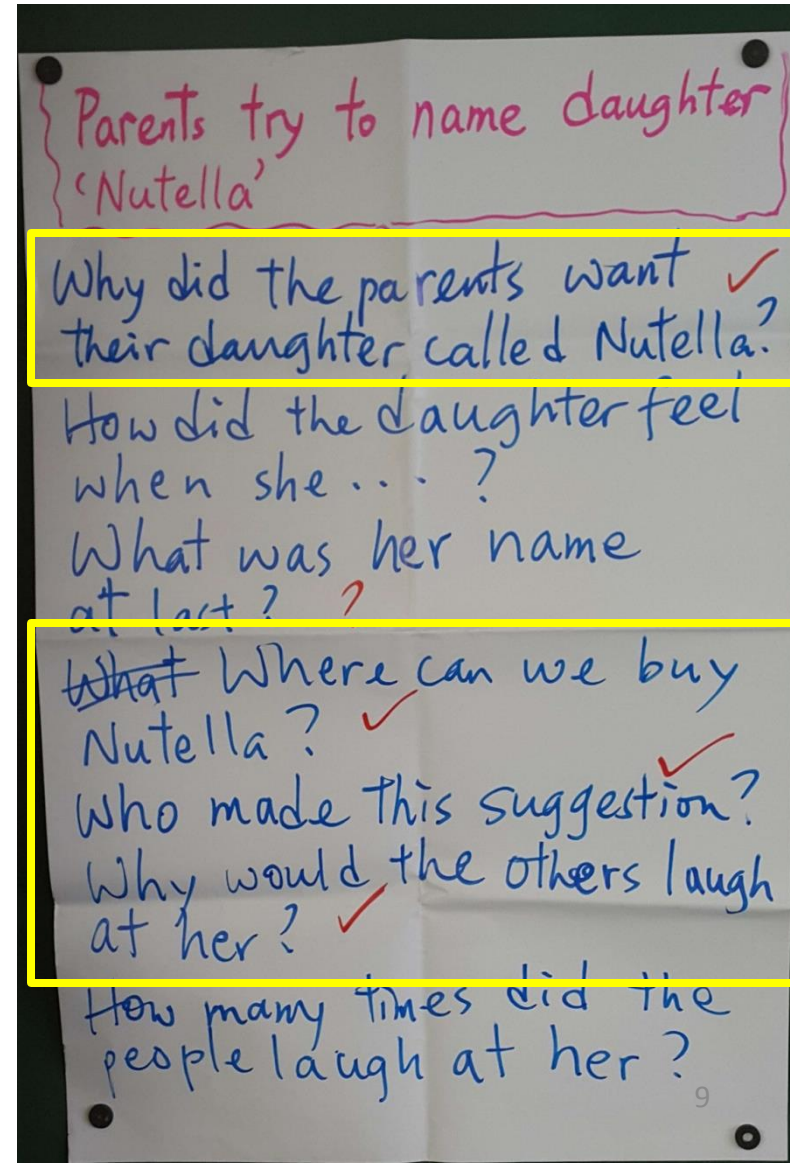 Parents try to name daughter
'Nutella'
Why did the parents want ✓
their daughter called Nutella?
How did the daughter feel
when she .... ?
What was her name
at last? ?
What Where can we buy
Nutella? ✓
Who made this suggestion? ✓
Why would the others laugh
at her? ✓
How many times did the
people laugh at her?
9